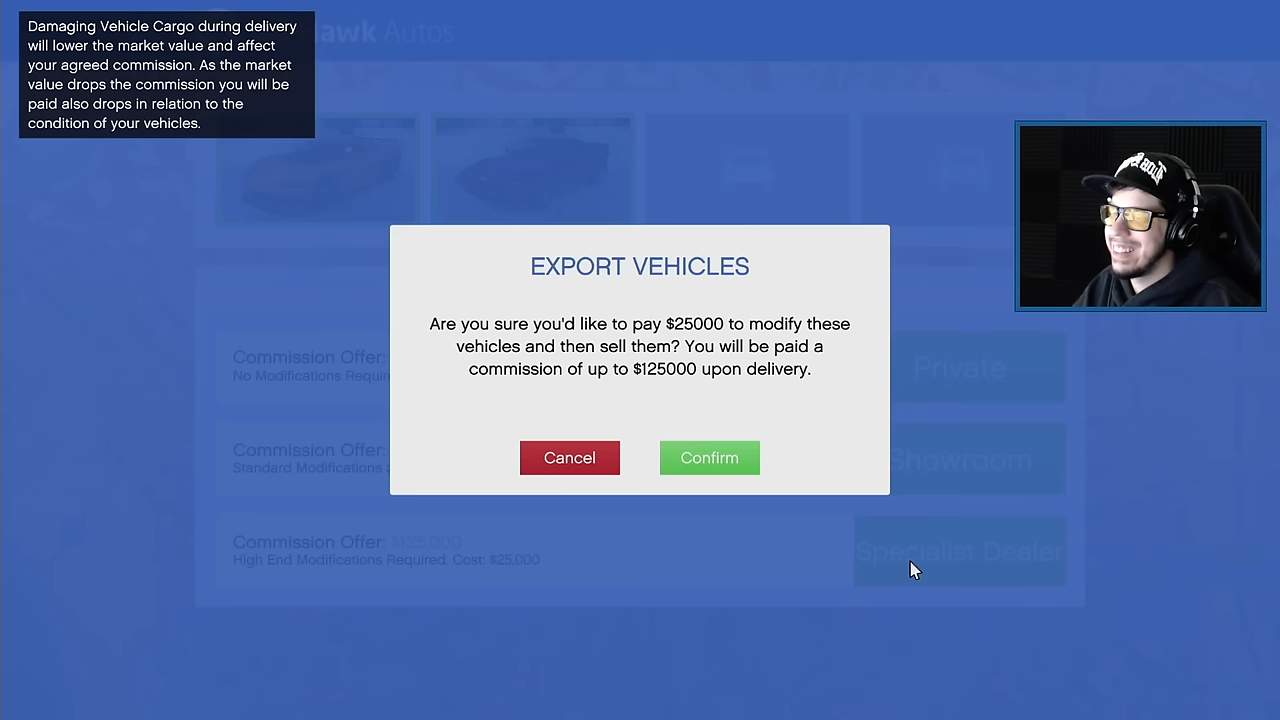 Damaging Vehicle Cargo during delivery
will lower the market value and affect
your agreed commission. As the market
value drops the commission you will be
paid also drops in relation to the
condition of your vehicles.
Autos
EXPORT VEHICLES
Are you sure you'd like to pay $25000 to modify these
vehicles and then sell them? You will be paid a
commission of up to $125000 upon delivery.
Cancel
Confirm
Commission Offer:
No Modifications Requir
Private
Commission Offer:
Standard Modifications a
Showroom
Commission Offer: $125,000
High End Modifications Required. Cost: $25,000
Specialist Dealer